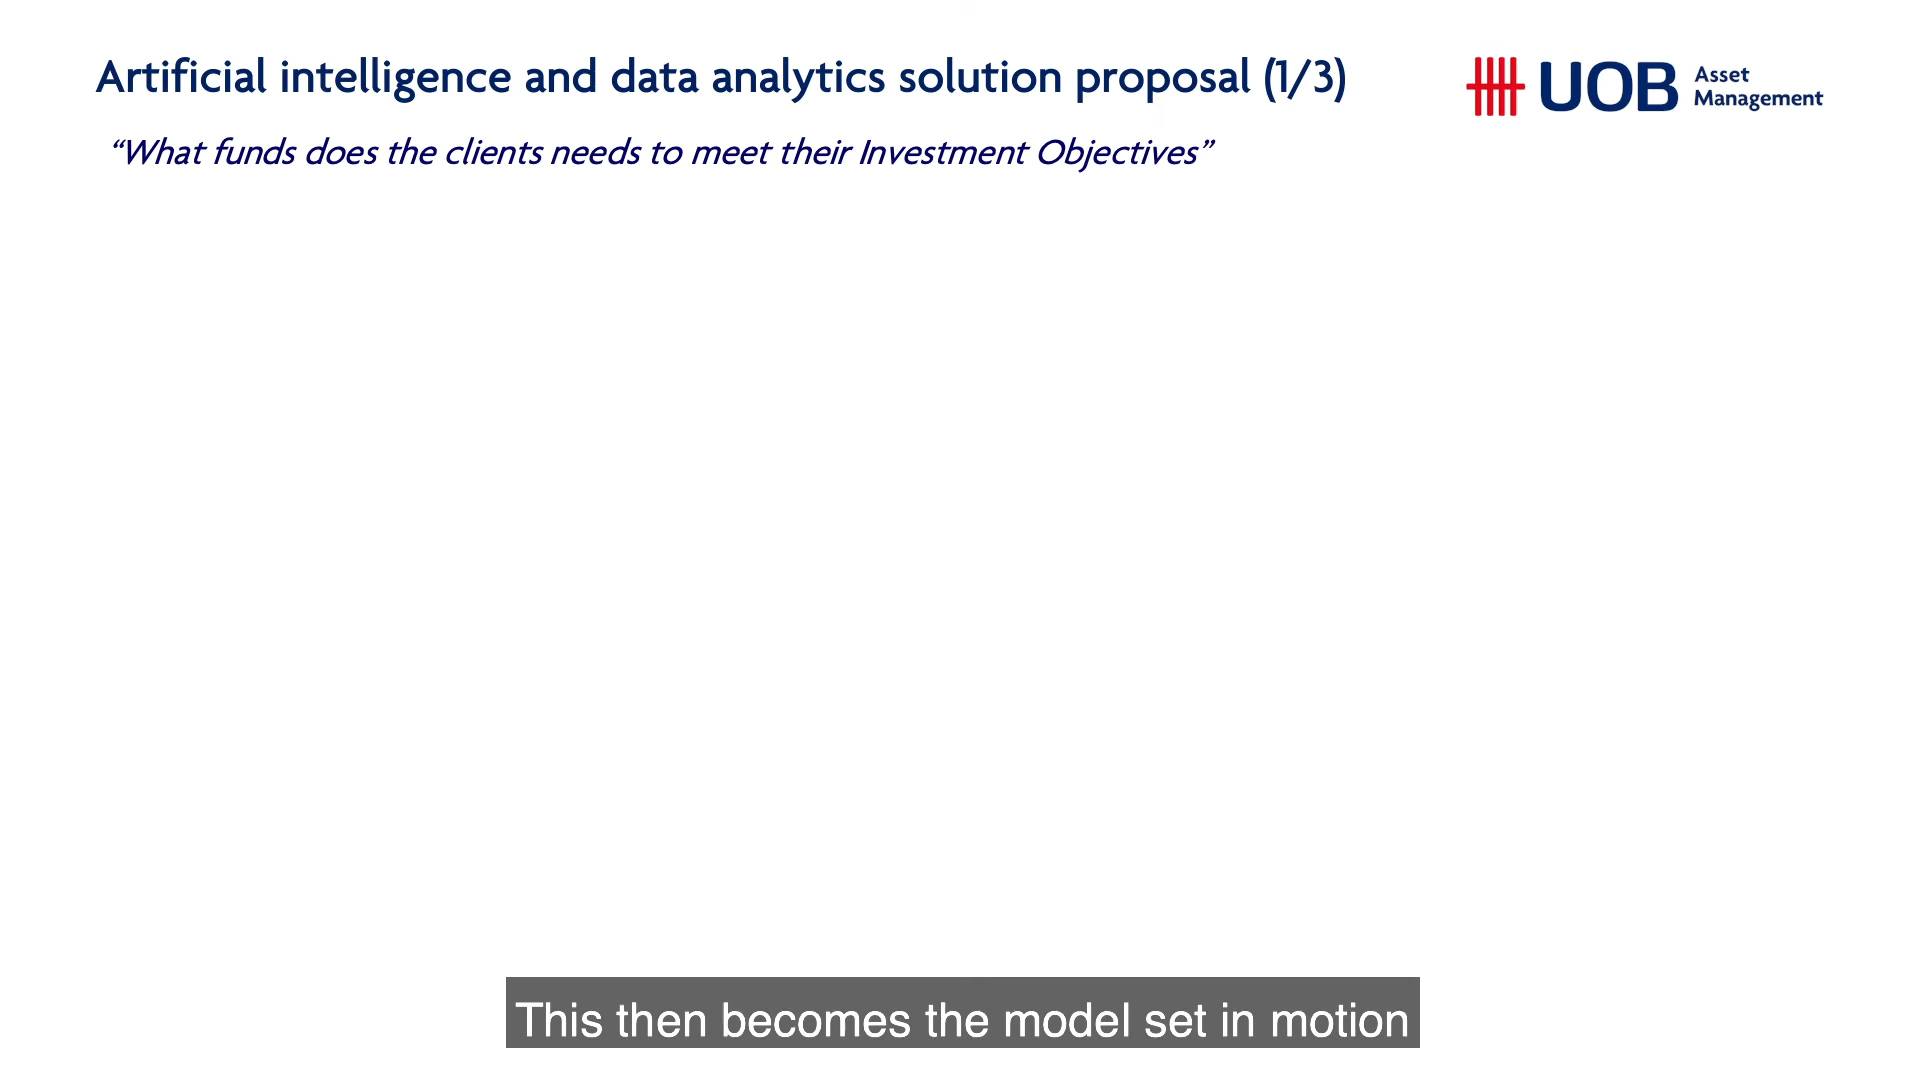 Artificial intelligence and data analytics solution proposal (1/3)
UOB Asset Management
“What funds does the clients needs to meet their Investment Objectives”
This then becomes the model set in motion